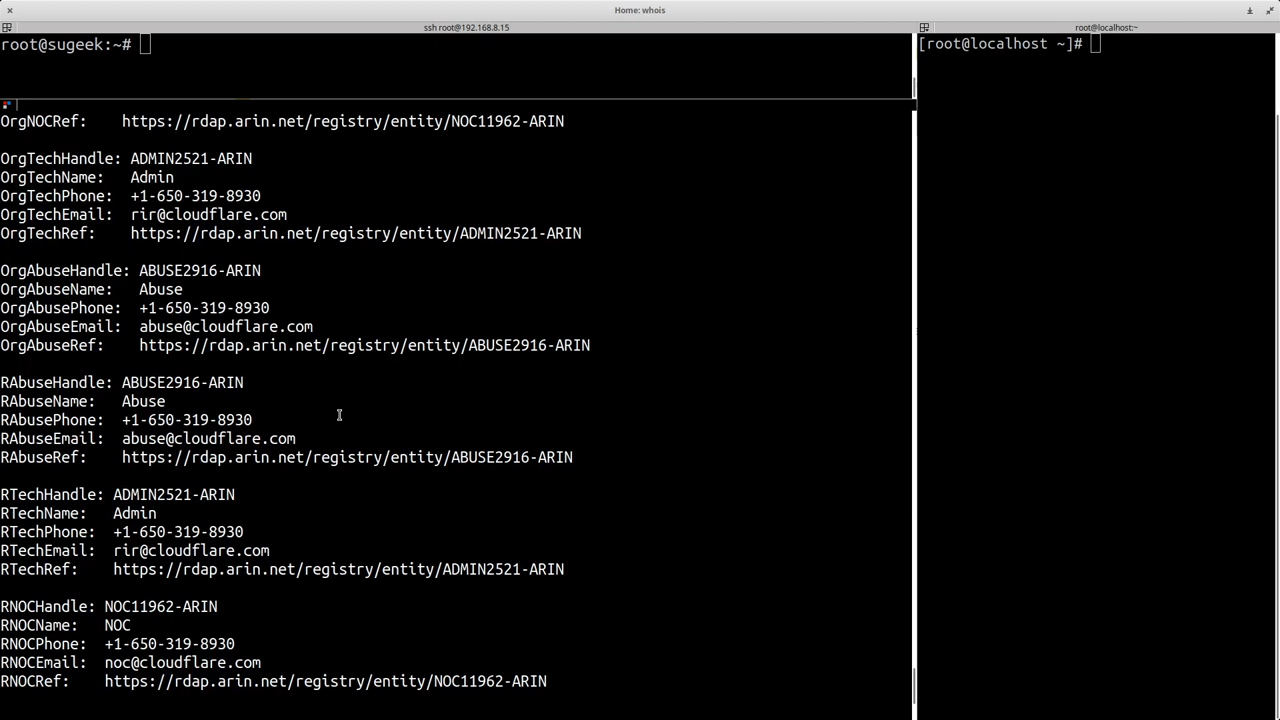 Home: whois
ssh root@192.168.8.15
root@localhost:~
root@sugeek:~#
[root@localhost ~]#
OrgNOCRef:    https://rdap.arin.net/registry/entity/NOC11962-ARIN
OrgTechHandle: ADMIN2521-ARIN
OrgTechName:   Admin
OrgTechPhone:  +1-650-319-8930
OrgTechEmail:  rir@cloudflare.com
OrgTechRef:    https://rdap.arin.net/registry/entity/ADMIN2521-ARIN
OrgAbuseHandle: ABUSE2916-ARIN
OrgAbuseName:   Abuse
OrgAbusePhone:  +1-650-319-8930
OrgAbuseEmail:  abuse@cloudflare.com
OrgAbuseRef:    https://rdap.arin.net/registry/entity/ABUSE2916-ARIN
RAbuseHandle: ABUSE2916-ARIN
RAbuseName:   Abuse
RAbusePhone:  +1-650-319-8930
RAbuseEmail:  abuse@cloudflare.com
RAbuseRef:    https://rdap.arin.net/registry/entity/ABUSE2916-ARIN
RTechHandle: ADMIN2521-ARIN
RTechName:   Admin
RTechPhone:  +1-650-319-8930
RTechEmail:  rir@cloudflare.com
RTechRef:    https://rdap.arin.net/registry/entity/ADMIN2521-ARIN
RNOCHandle: NOC11962-ARIN
RNOCName:   NOC
RNOCPhone:  +1-650-319-8930
RNOCEmail:  noc@cloudflare.com
RNOCRef:    https://rdap.arin.net/registry/entity/NOC11962-ARIN